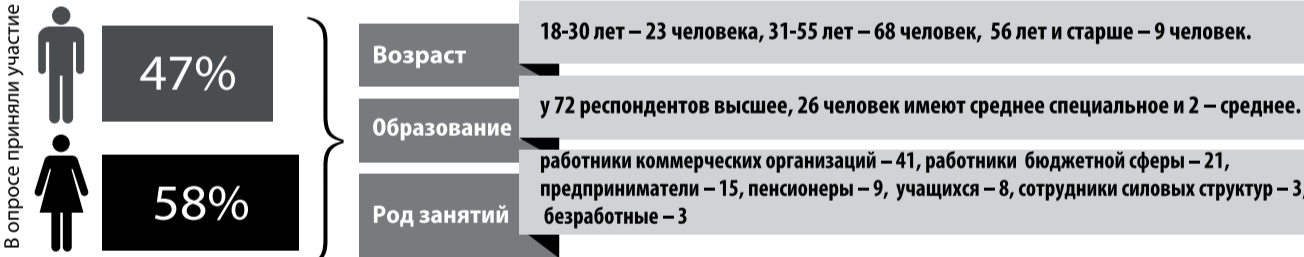 В опросе приняли участие
47%
58%
Возраст
18-30 лет – 23 человека, 31-55 лет – 68 человек, 56 лет и старше – 9 человек.
Образование
у 72 респондентов высшее, 26 человек имеют среднее специальное и 2 – среднее.
Род занятий
работники коммерческих организаций – 41, работники бюджетной сферы – 21,
предприниматели – 15, пенсионеры – 9, учащихся – 8, сотрудники силовых структур – 3,
безработные – 3